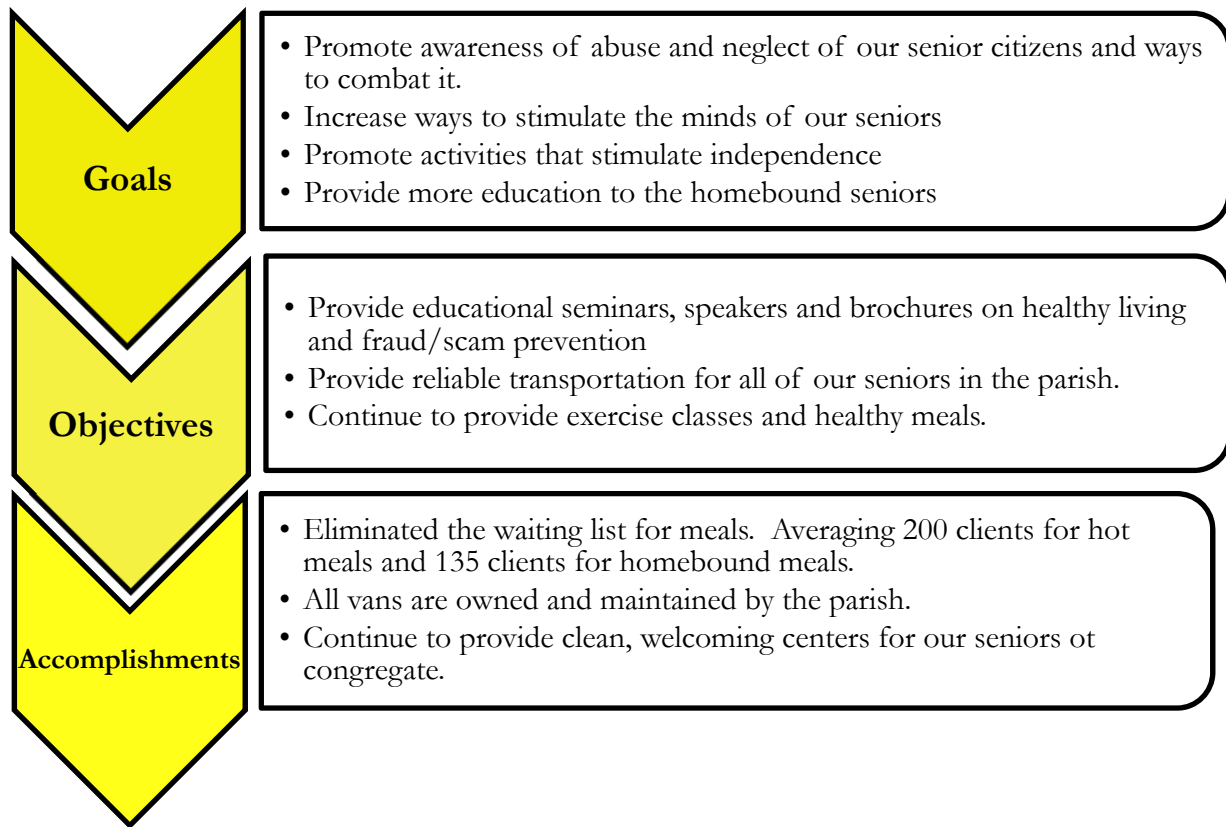 Goals
• Promote awareness of abuse and neglect of our senior citizens and ways
to combat it.
• Increase ways to stimulate the minds of our seniors
• Promote activities that stimulate independence
• Provide more education to the homebound seniors
Objectives
• Provide educational seminars, speakers and brochures on healthy living
and fraud/scam prevention
• Provide reliable transportation for all of our seniors in the parish.
• Continue to provide exercise classes and healthy meals.
Accomplishments
• Eliminated the waiting list for meals.  Averaging 200 clients for hot
meals and 135 clients for homebound meals.
• All vans are owned and maintained by the parish.
• Continue to provide clean, welcoming centers for our seniors ot
congregate.